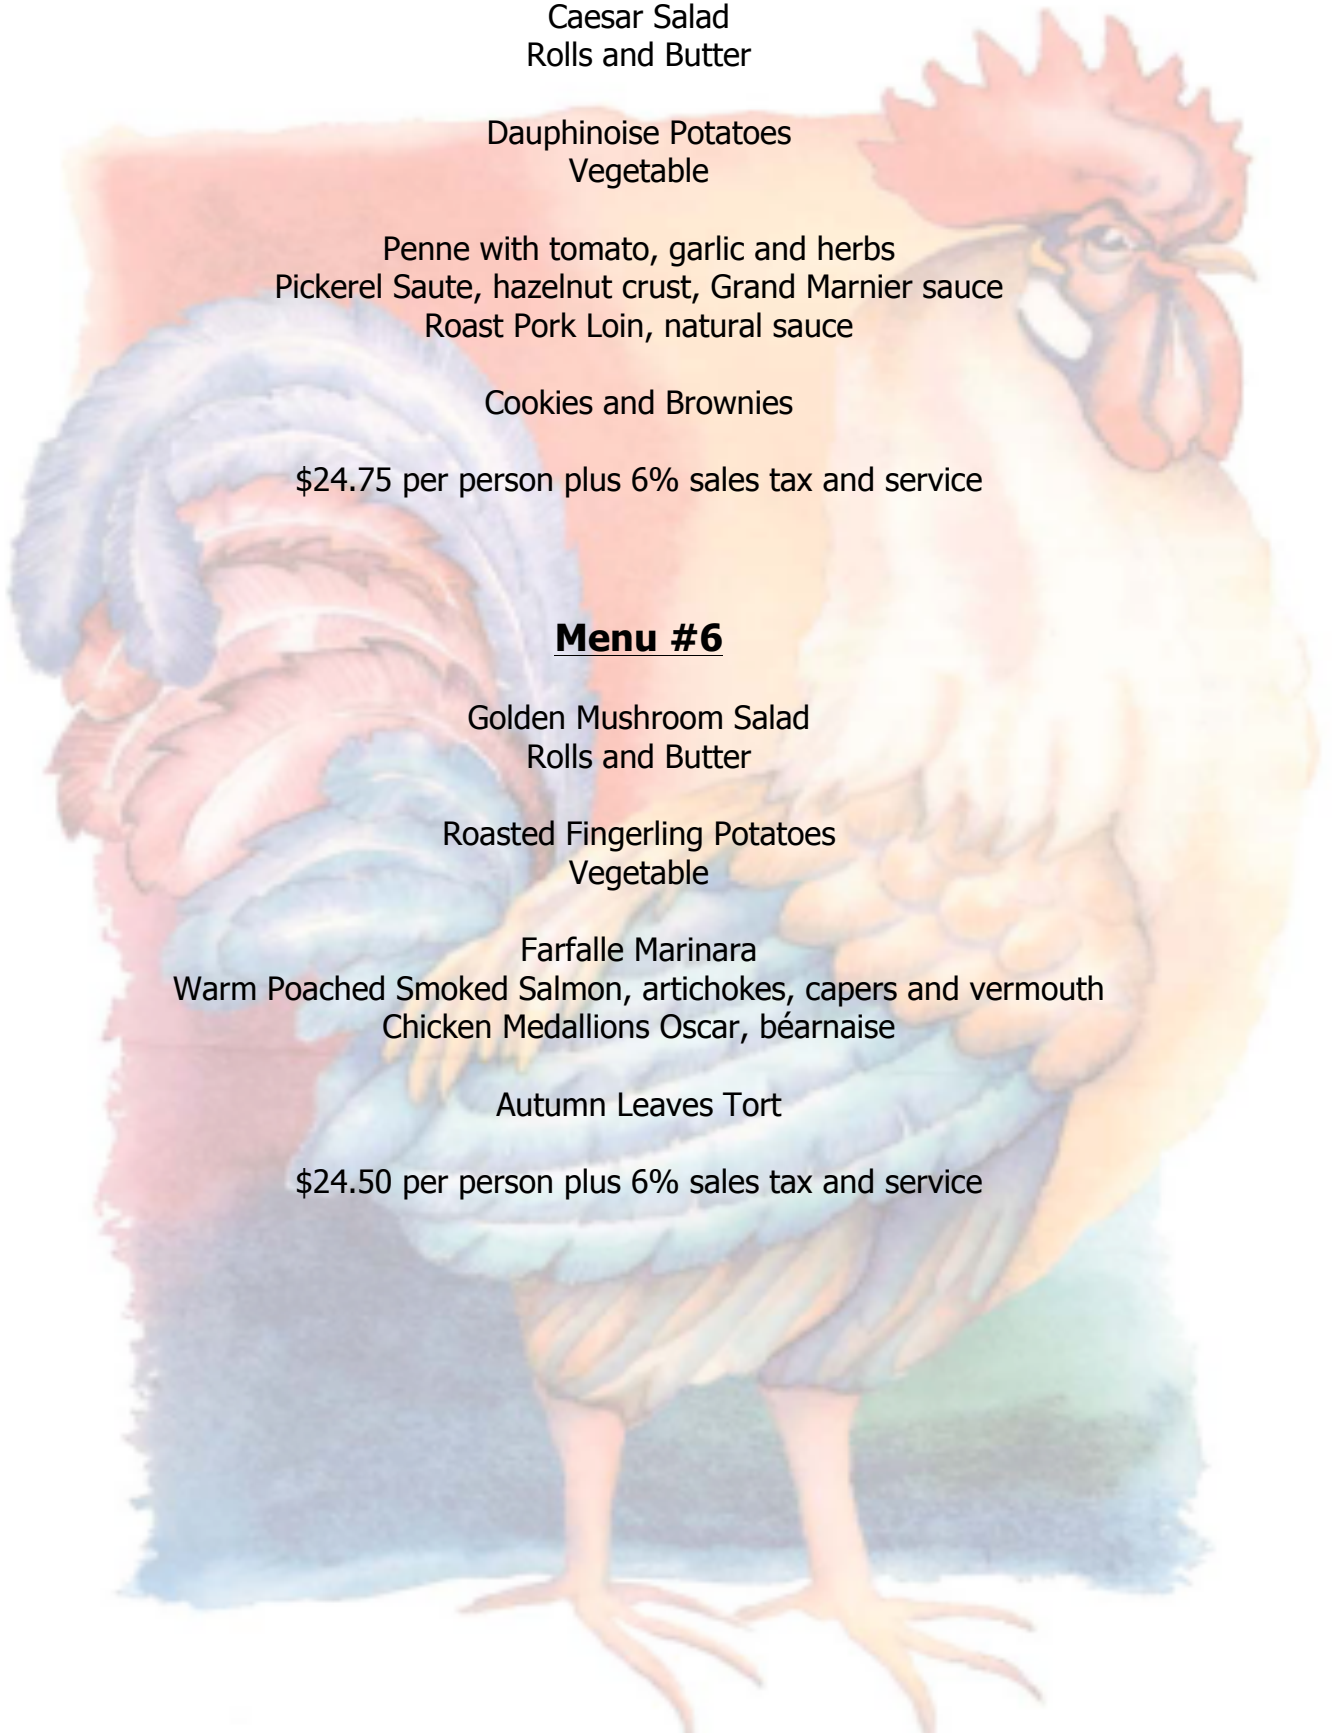 Caesar Salad
Rolls and Butter
Dauphinoise Potatoes
Vegetable
Penne with tomato, garlic and herbs
Pickerel Saute, hazelnut crust, Grand Marnier sauce
Roast Pork Loin, natural sauce
Cookies and Brownies
$24.75 per person plus 6% sales tax and service
Menu #6
Golden Mushroom Salad
Rolls and Butter
Roasted Fingerling Potatoes
Vegetable
Farfalle Marinara
Warm Poached Smoked Salmon, artichokes, capers and vermouth
Chicken Medallions Oscar, béarnaise
Autumn Leaves Tort
$24.50 per person plus 6% sales tax and service